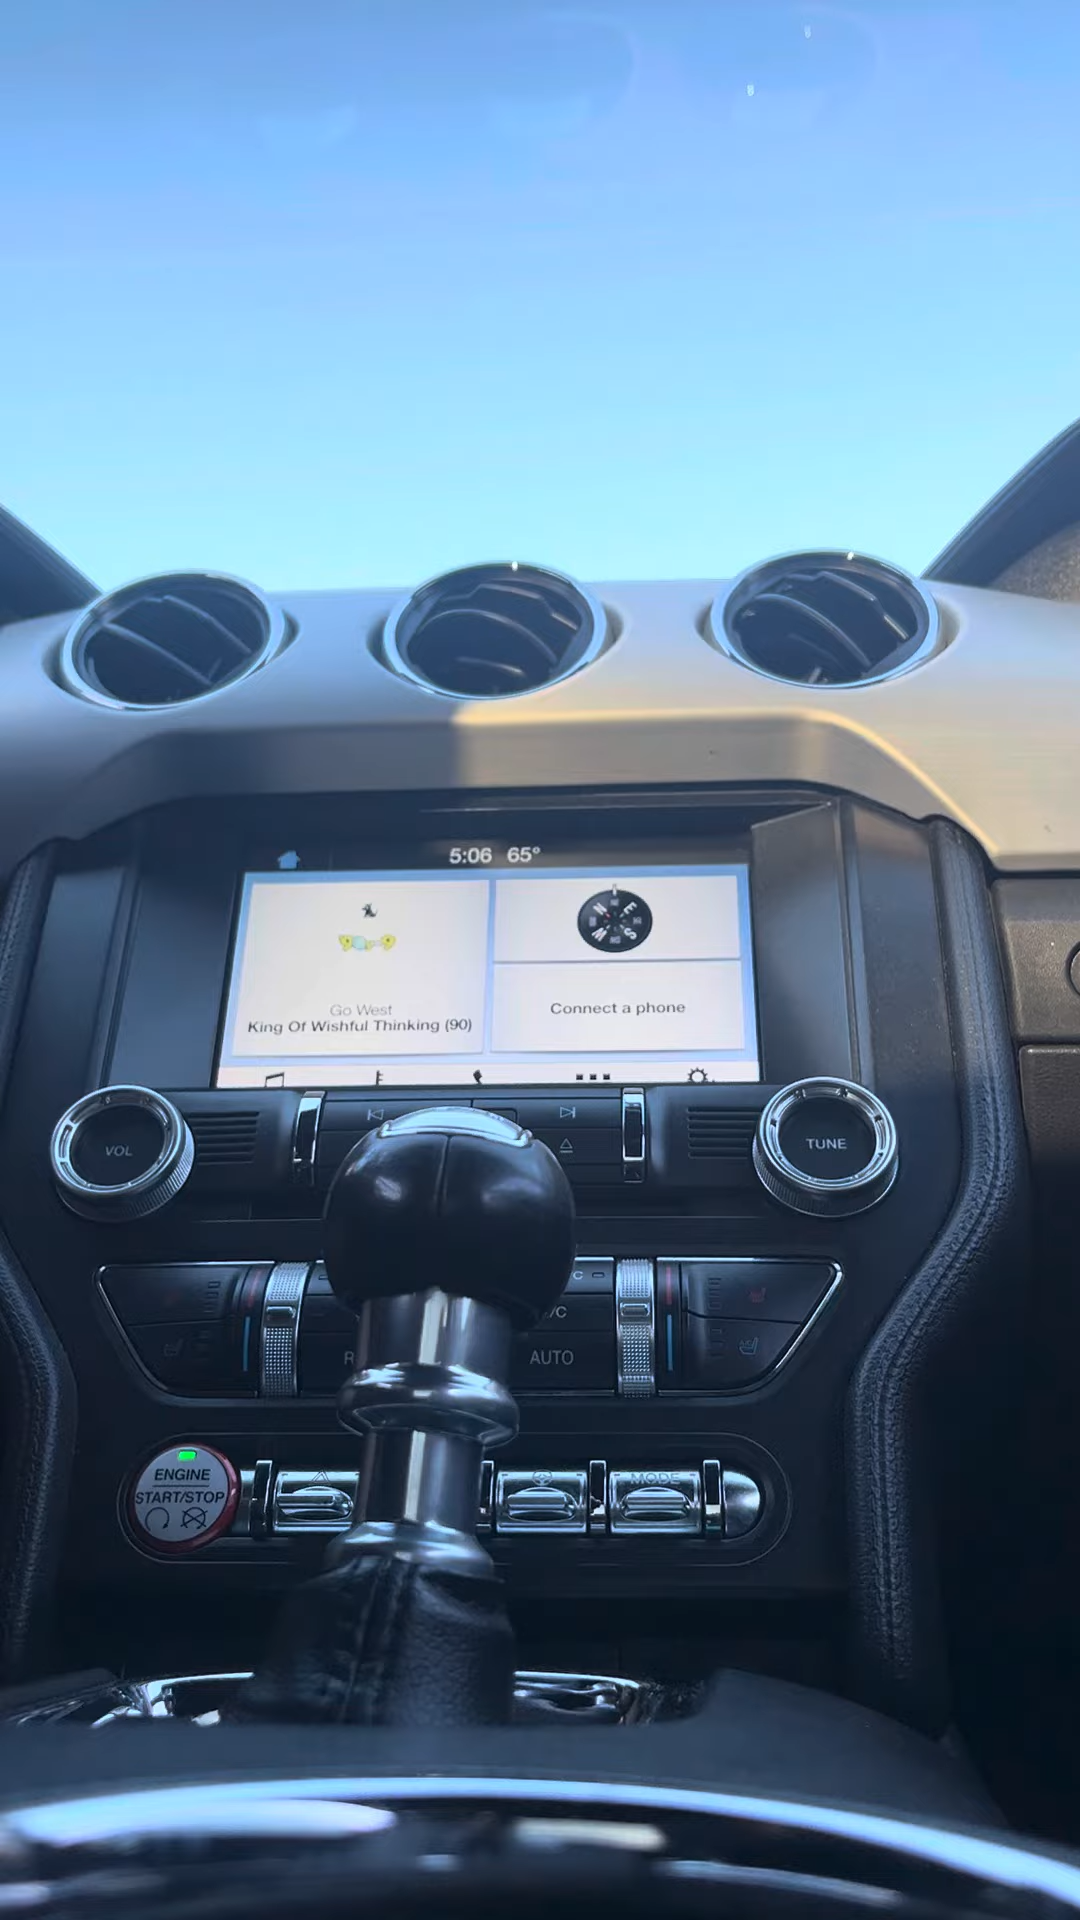 5:06 65°
N E S W
Go West
King Of Wishful Thinking (90)
Connect a phone
VOL
TUNE
AUTO
ENGINE
START/STOP
MODE